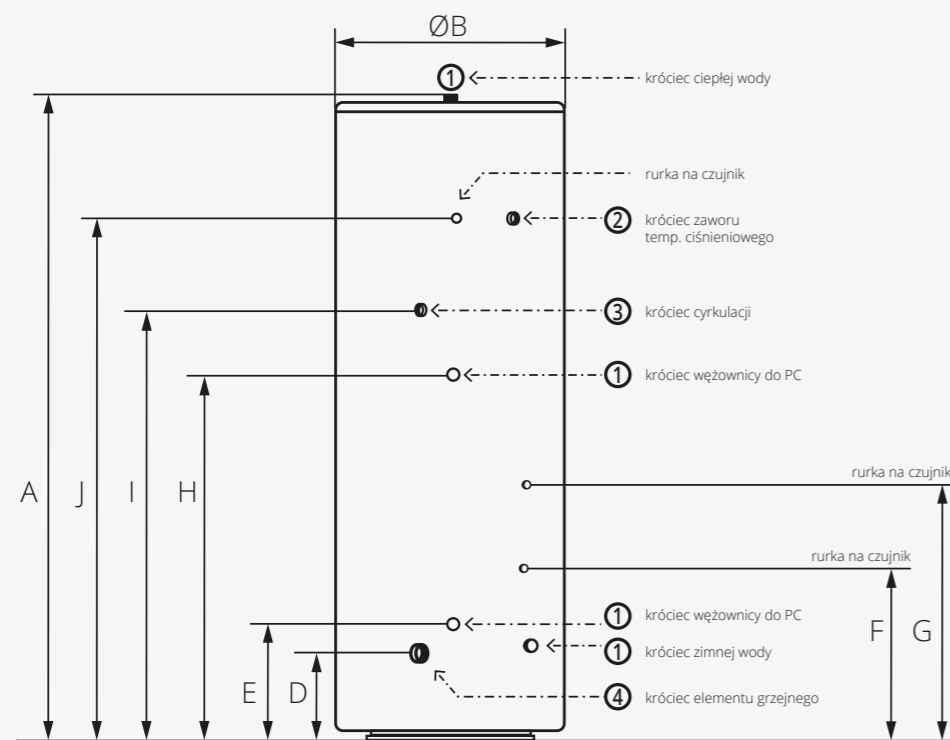 ØB
1 króciec ciepłej wody
rurka na czujnik
2 króciec zaworu
temp. ciśnieniowego
3 króciec cyrkulacji
1 króciec wężownicy do PC
A J I H
rurka na czujnik
rurka na czujnik
1 króciec wężownicy do PC
F G
1 króciec zimnej wody
E D
4 króciec elementu grzejnego